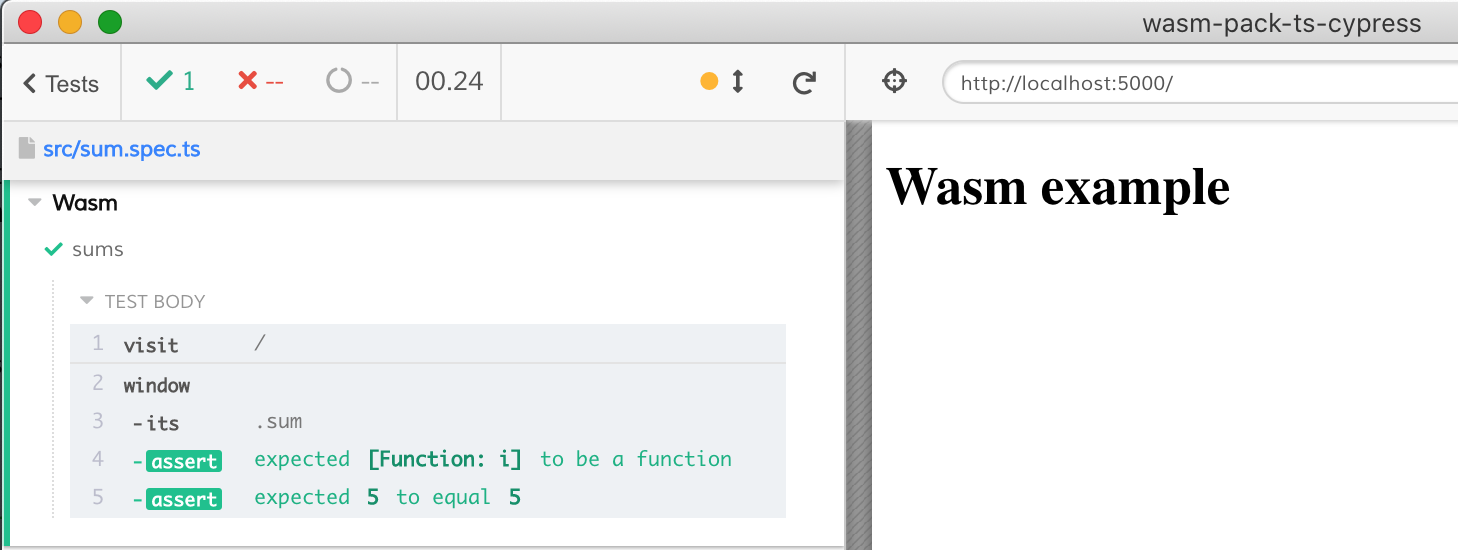 wasm-pack-ts-cypress
Tests 1 -- -- 00.24 http://localhost:5000/
src/sum.spec.ts
Wasm
sums
TEST BODY
1 visit /
2 window
3 -its .sum
4 -assert expected [Function: i] to be a function
5 -assert expected 5 to equal 5
Wasm example